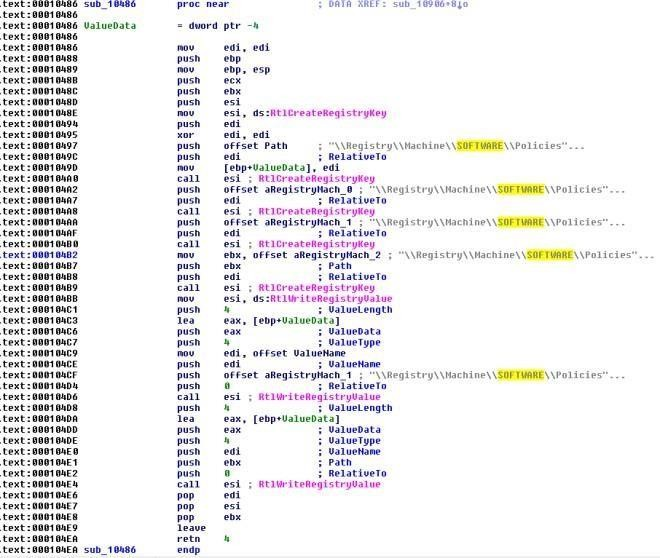 .text:00010486 sub_10486 proc near ; DATA XREF: sub_10906+8↓o
.text:00010486
.text:00010486 ValueData = dword ptr -4
.text:00010486
.text:00010486 mov edi, edi
.text:00010488 push ebp
.text:00010489 mov ebp, esp
.text:0001048B push ecx
.text:0001048C push ebx
.text:0001048D push esi
.text:0001048E mov esi, ds:RtlCreateRegistryKey
.text:00010494 push edi
.text:00010495 xor edi, edi
.text:00010497 push offset Path ; "\\Registry\\Machine\\SOFTWARE\\Policies"...
.text:0001049C push edi ; RelativeTo
.text:0001049D mov [ebp+ValueData], edi
.text:000104A0 call esi ; RtlCreateRegistryKey
.text:000104A2 push offset aRegistryMach_0 ; "\\Registry\\Machine\\SOFTWARE\\Policies"...
.text:000104A7 push edi ; RelativeTo
.text:000104A8 call esi ; RtlCreateRegistryKey
.text:000104AA push offset aRegistryMach_1 ; "\\Registry\\Machine\\SOFTWARE\\Policies"...
.text:000104AF push edi ; RelativeTo
.text:000104B0 call esi ; RtlCreateRegistryKey
.text:000104B2 mov ebx, offset aRegistryMach_2 ; "\\Registry\\Machine\\SOFTWARE\\Policies"...
.text:000104B7 push ebx ; Path
.text:000104B8 push edi ; RelativeTo
.text:000104B9 call esi ; RtlCreateRegistryKey
.text:000104BB mov esi, ds:RtlWriteRegistryValue
.text:000104C1 push 4 ; ValueLength
.text:000104C3 lea eax, [ebp+ValueData]
.text:000104C6 push eax ; ValueData
.text:000104C7 push 4 ; ValueType
.text:000104C9 mov edi, offset ValueName
.text:000104CE push edi ; ValueName
.text:000104CF push offset aRegistryMach_1 ; "\\Registry\\Machine\\SOFTWARE\\Policies"...
.text:000104D4 push 0 ; RelativeTo
.text:000104D6 call esi ; RtlWriteRegistryValue
.text:000104D8 push 4 ; ValueLength
.text:000104DA lea eax, [ebp+ValueData]
.text:000104DD push eax ; ValueData
.text:000104DE push 4 ; ValueType
.text:000104E0 push edi ; ValueName
.text:000104E1 push ebx ; Path
.text:000104E2 push 0 ; RelativeTo
.text:000104E4 call esi ; RtlWriteRegistryValue
.text:000104E6 pop edi
.text:000104E7 pop esi
.text:000104E8 pop ebx
.text:000104E9 leave
.text:000104EA retn 4
.text:000104EA sub_10486 endp